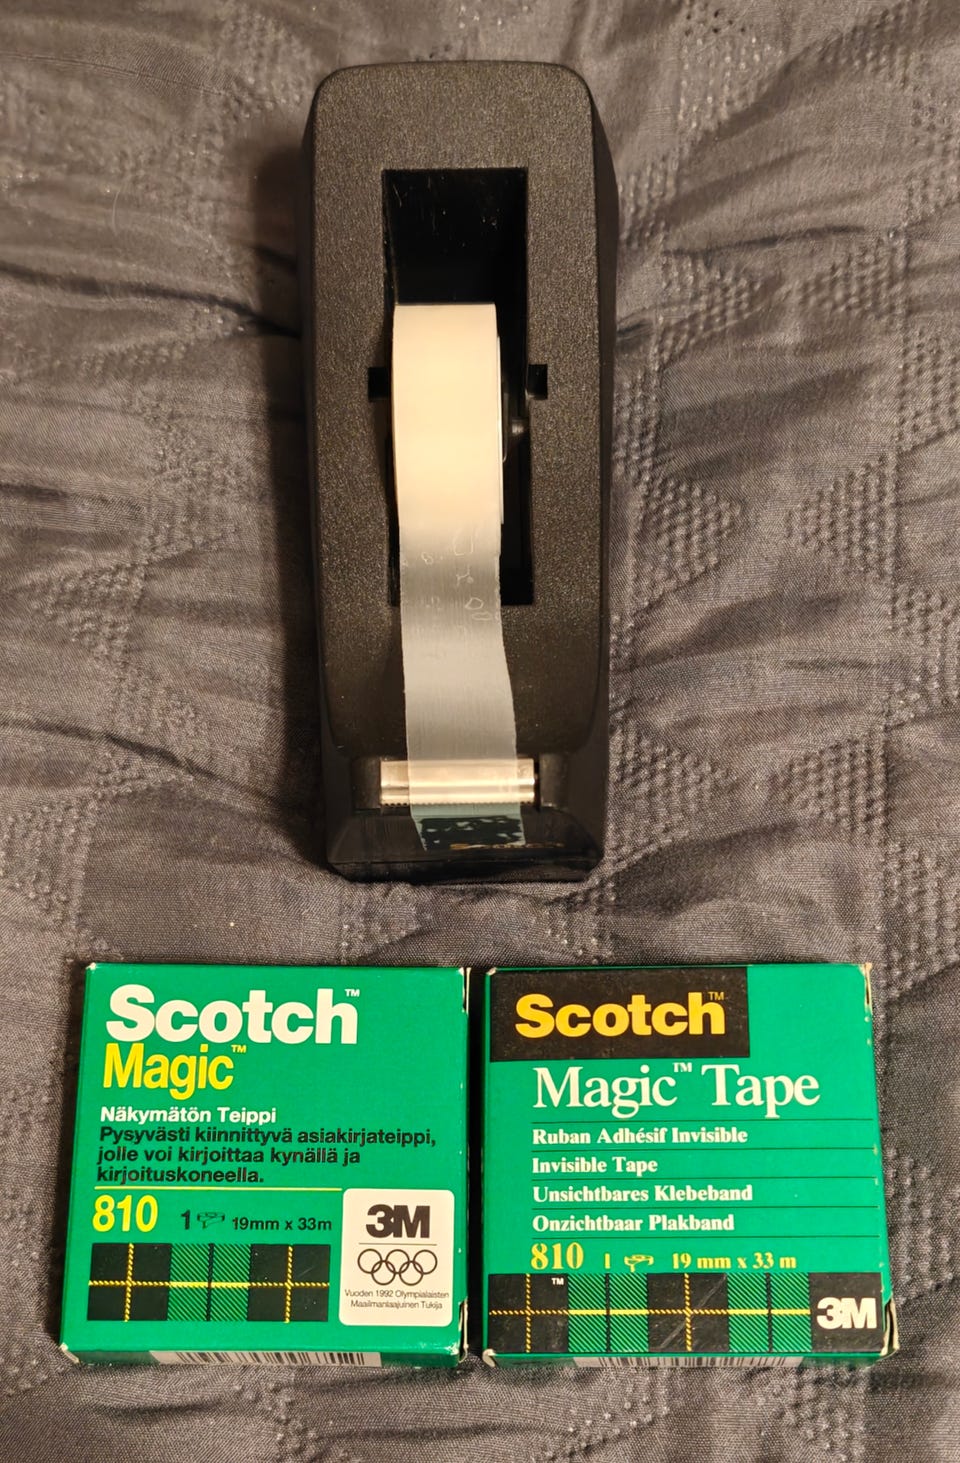 Scotch™
Magic™
Näkymätön Teippi
Pysyvästi kiinnittyvä asiakirjateippi,
jolle voi kirjoittaa kynällä ja
kirjoituskoneella.
810 1 19mm x 33m
3M
Vuoden 1992 Olympialaisten
Maailmanlaajuinen Tukija
Scotch™
Magic™ Tape
Ruban Adhésif Invisible
Invisible Tape
Unsichtbares Klebeband
Onzichtbaar Plakband
810 1 19 mm x 33 m
™
3M